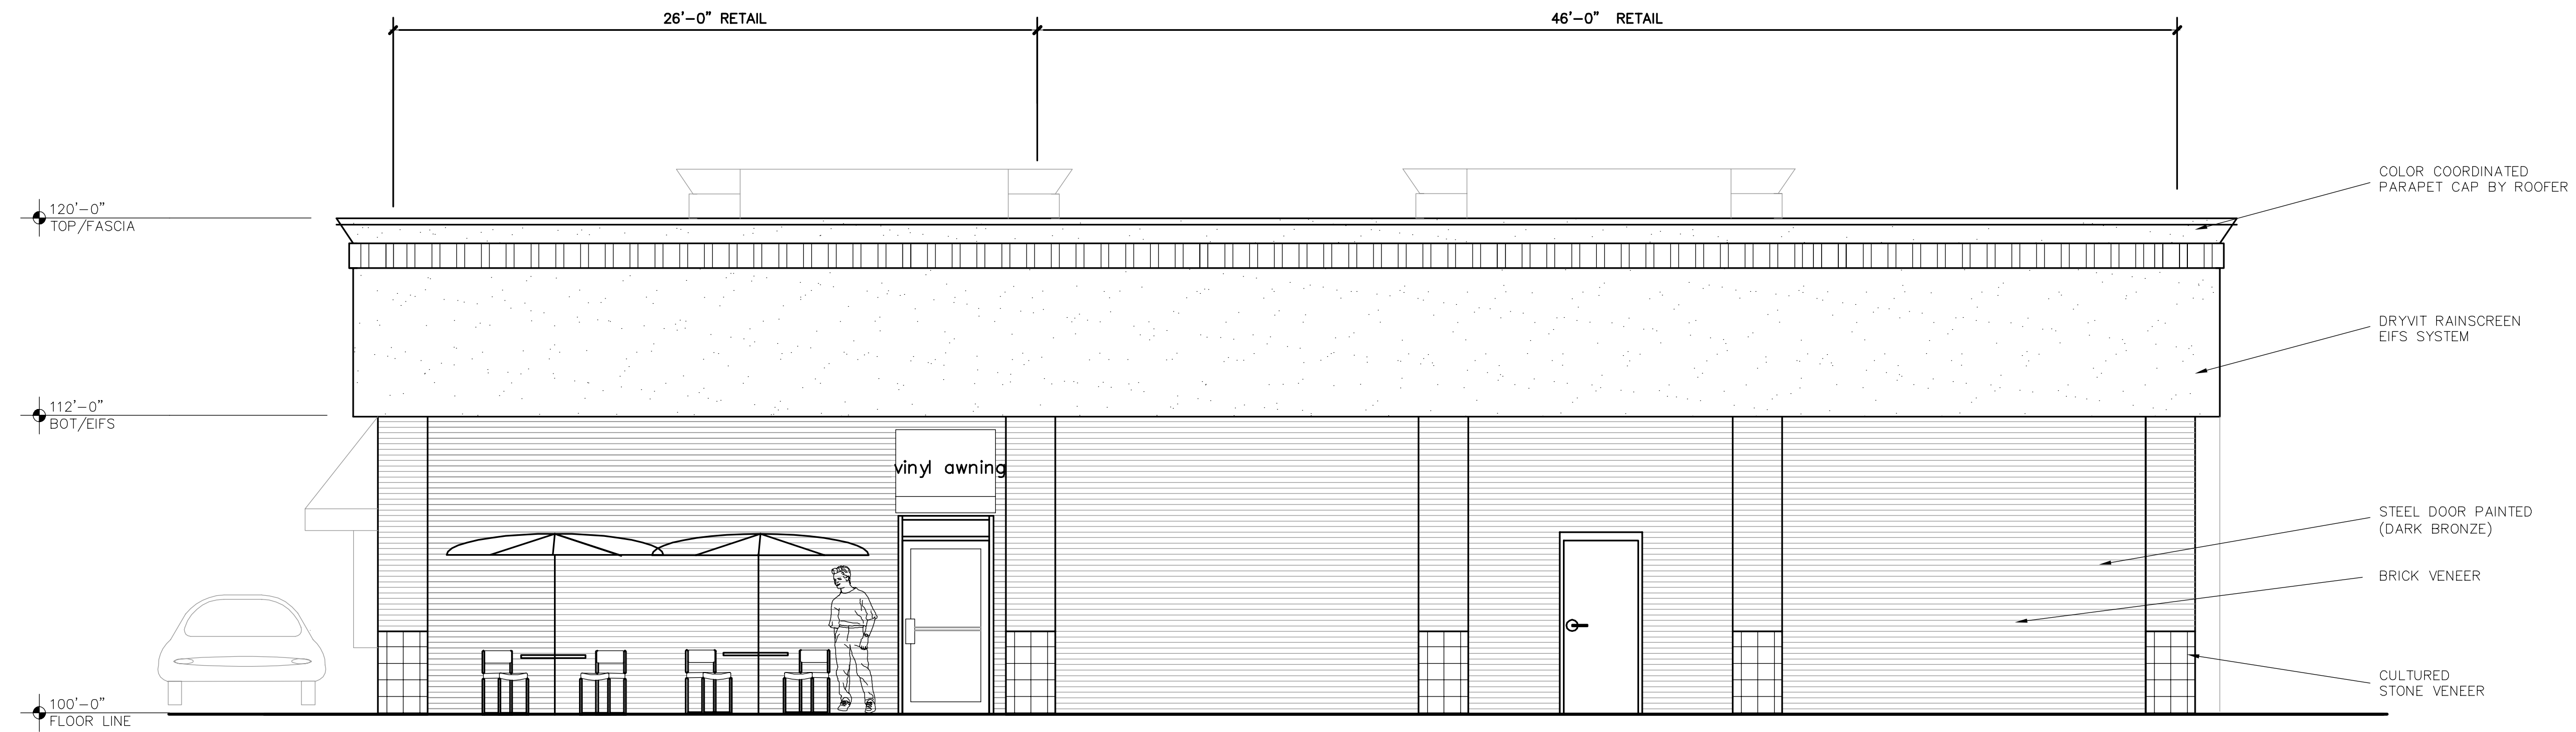 26'-0" RETAIL
46'-0" RETAIL
COLOR COORDINATED
PARAPET CAP BY ROOFER
120'-0"
TOP/FASCIA
DRYVIT RAINSCREEN
EIFS SYSTEM
112'-0"
BOT/EIFS
vinyl awning
STEEL DOOR PAINTED
(DARK BRONZE)
BRICK VENEER
CULTURED
STONE VENEER
100'-0"
FLOOR LINE